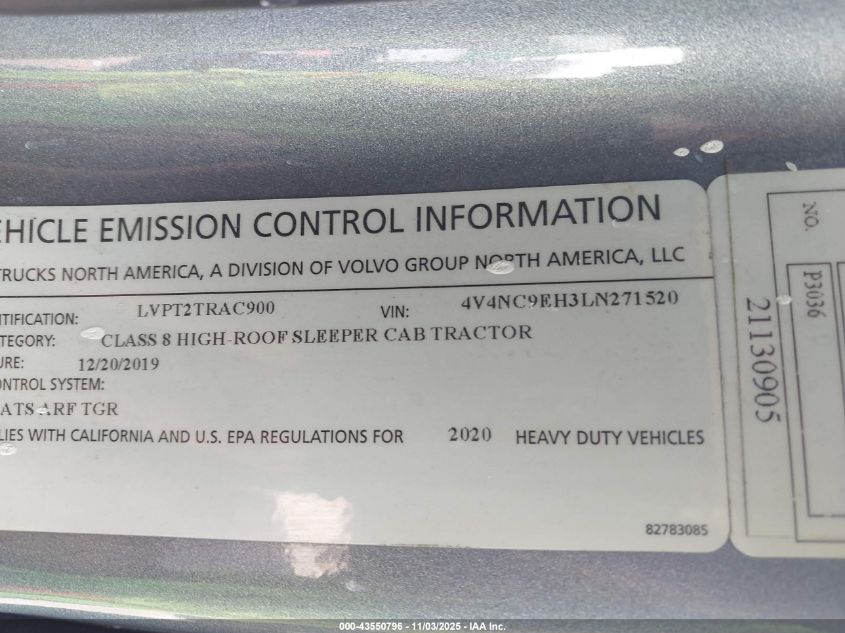 EHICLE EMISSION CONTROL INFORMATION
TRUCKS NORTH AMERICA, A DIVISION OF VOLVO GROUP NORTH AMERICA, LLC
NTIFICATION: LVPT2TRAC900 VIN: 4V4NC9EH3LN271520
TEGORY: CLASS 8 HIGH-ROOF SLEEPER CAB TRACTOR
URE: 12/20/2019
ONTROL SYSTEM:
ATS ARF TGR
LIES WITH CALIFORNIA AND U.S. EPA REGULATIONS FOR 2020 HEAVY DUTY VEHICLES
82783085
NO.
P3036
21130905
000-43550796 - 11/03/2025 - IAA Inc.